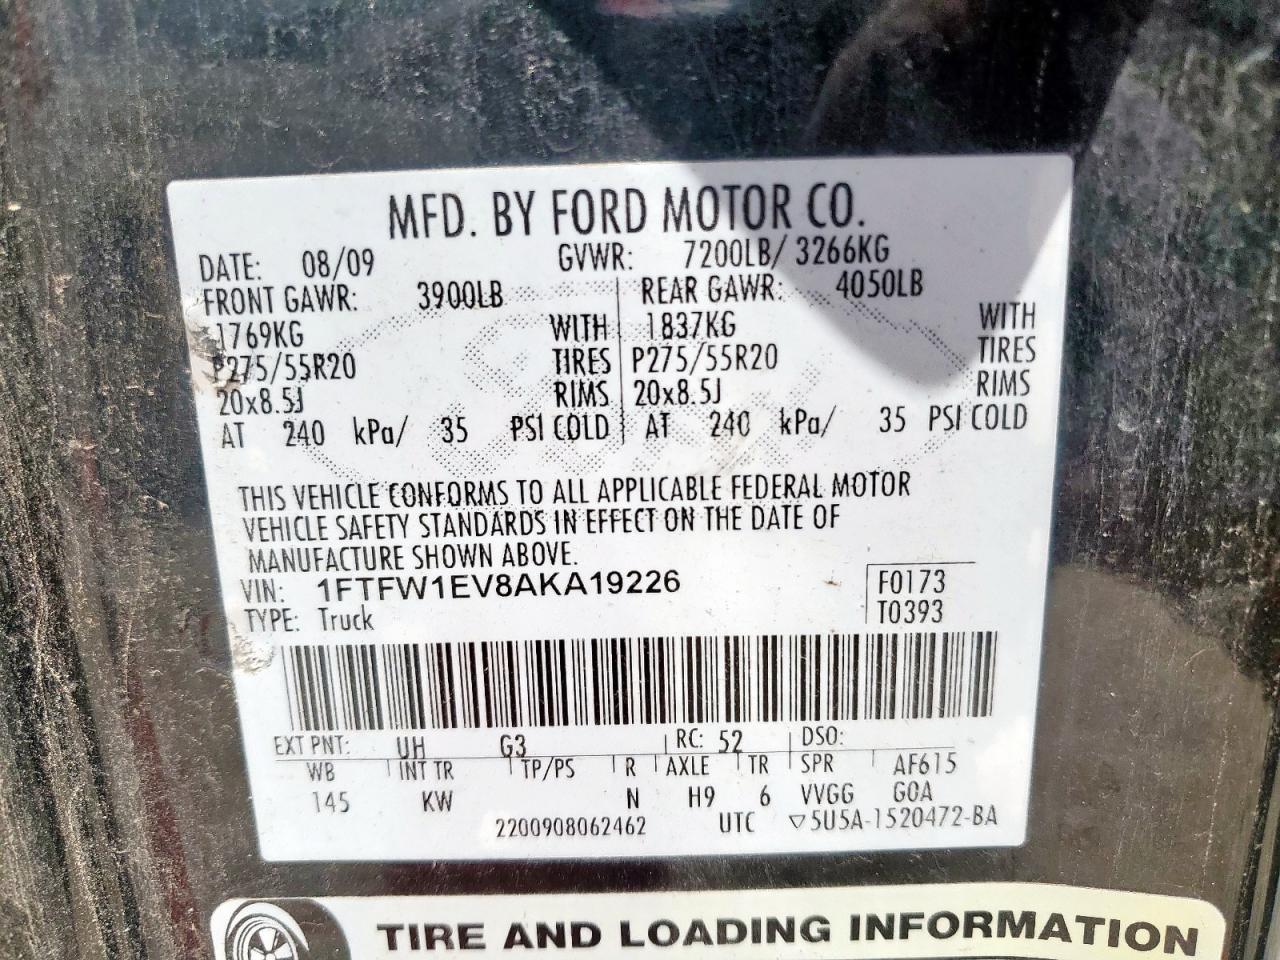 MFD. BY FORD MOTOR CO.
DATE: 08/09 GVWR: 7200LB/ 3266KG
FRONT GAWR: 3900LB REAR GAWR: 4050LB
1769KG WITH 1837KG WITH
P275/55R20 TIRES P275/55R20 TIRES
20x8.5J RIMS 20x8.5J RIMS
AT 240 kPa/ 35 PSI COLD AT 240 kPa/ 35 PSI COLD
THIS VEHICLE CONFORMS TO ALL APPLICABLE FEDERAL MOTOR
VEHICLE SAFETY STANDARDS IN EFFECT ON THE DATE OF
MANUFACTURE SHOWN ABOVE.
VIN: 1FTFW1EV8AKA19226 F0173
TYPE: Truck T0393
EXT PNT: UH G3 RC: 52 DSO:
WB INT TR TP/PS R AXLE TR SPR AF615
145 KW N H9 6 VVGG GOA
2200908062462 UTC ▽5U5A-1520472-BA
TIRE AND LOADING INFORMATION